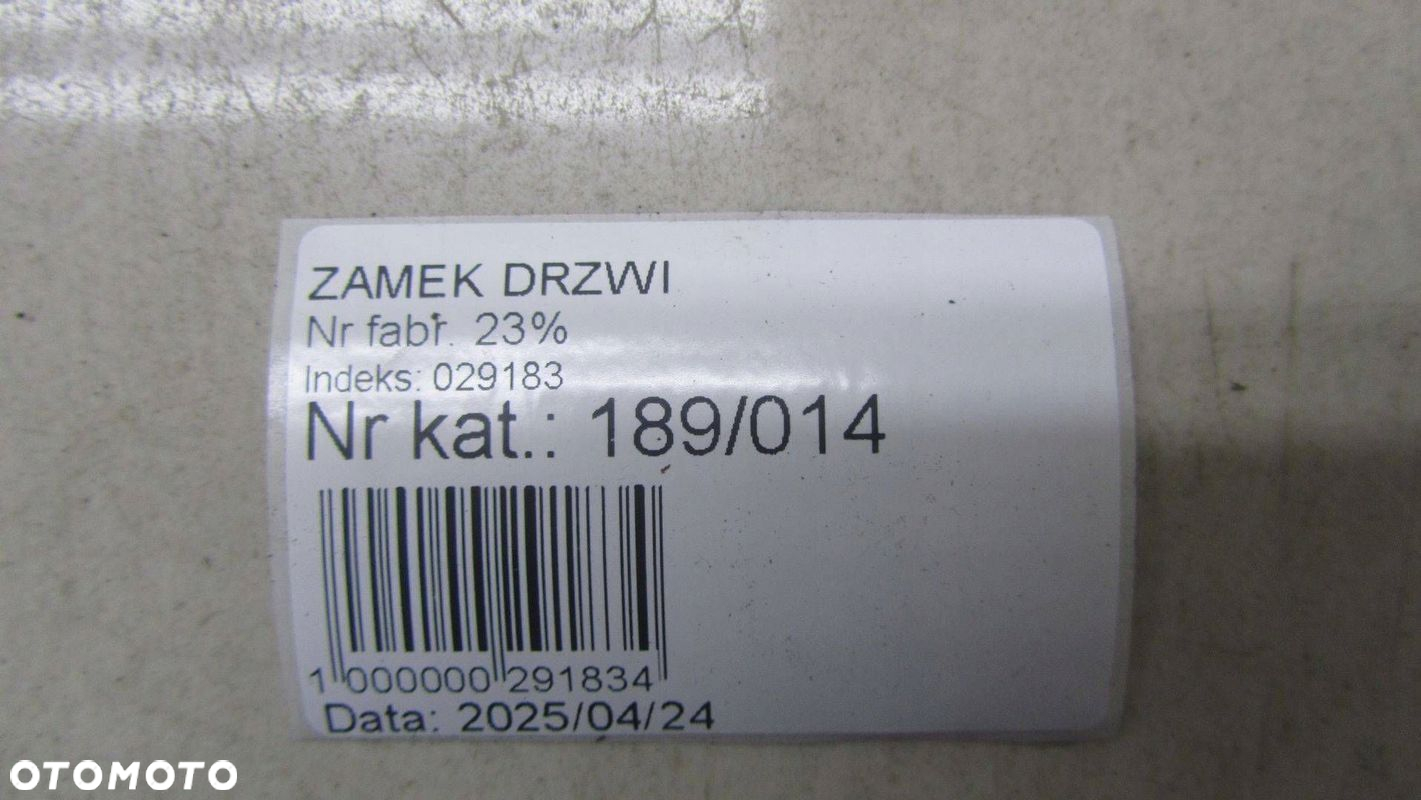 ZAMEK DRZWI
Nr fabr. 23%
Indeks: 029183
Nr kat.: 189/014
1 000000 291834
Data: 2025/04/24
OTOMOTO